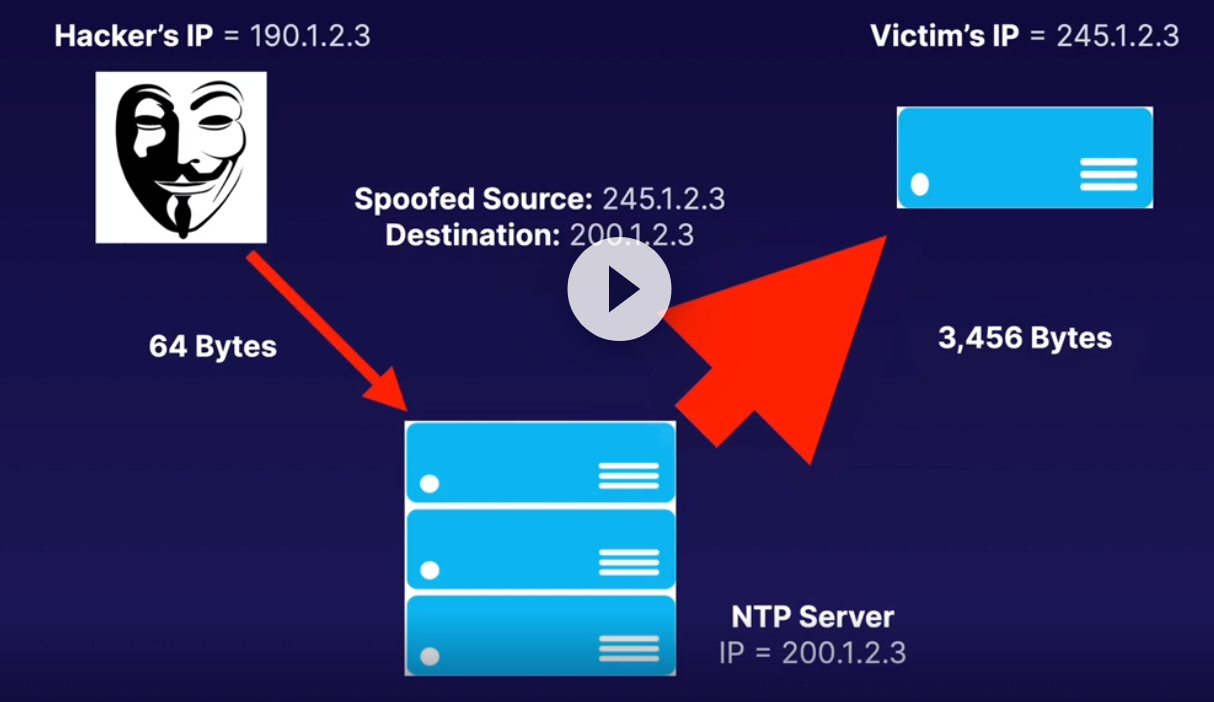 Hacker's IP = 190.1.2.3
Victim's IP = 245.1.2.3
Spoofed Source: 245.1.2.3
Destination: 200.1.2.3
64 Bytes
3,456 Bytes
NTP Server
IP = 200.1.2.3